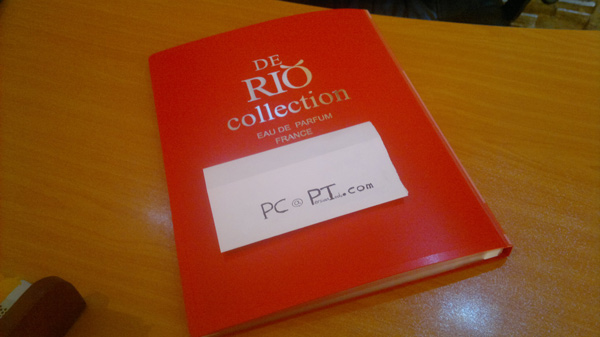 DE
RIO
collection
EAU DE PARFUM
FRANCE
PC @ PT.com